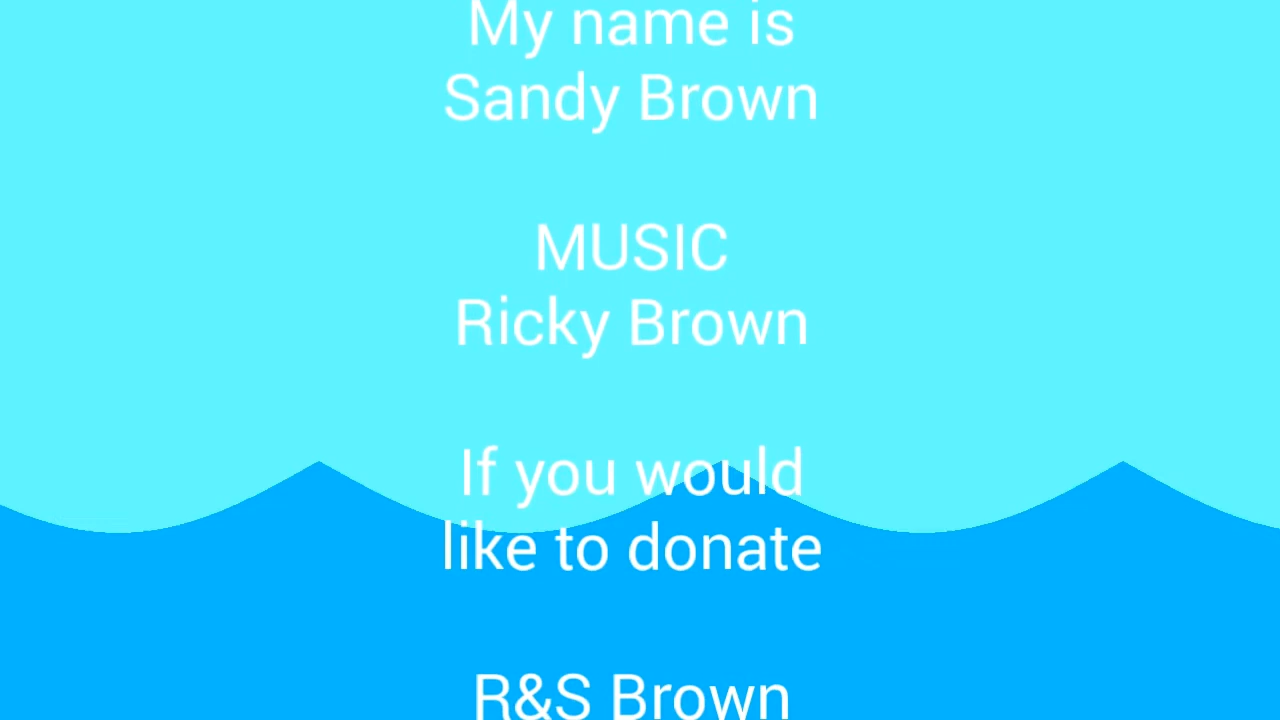 My name is
Sandy Brown
MUSIC
Ricky Brown
If you would
like to donate
R&S Brown